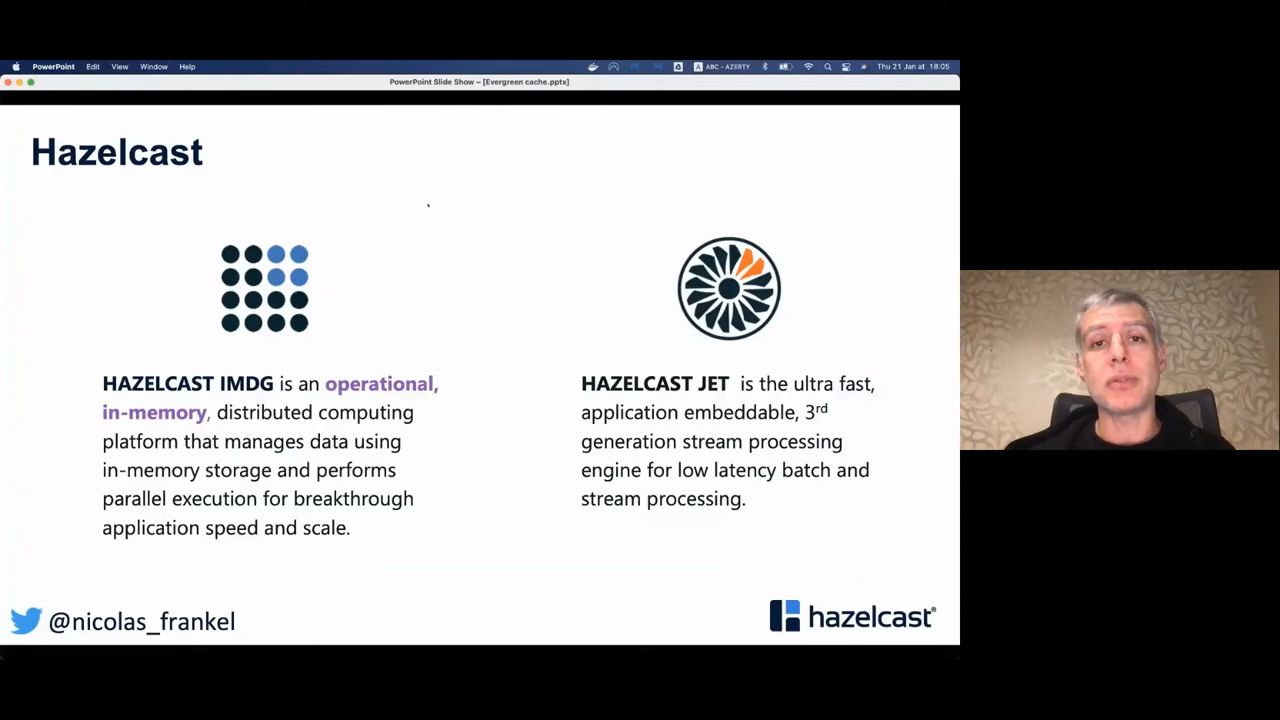 PowerPoint Edit View Window Help ABC - AZERTY Thu 21 Jan at 18:05
PowerPoint Slide Show – [Evergreen cache.pptx]
Hazelcast
HAZELCAST IMDG is an operational,
in-memory, distributed computing
platform that manages data using
in-memory storage and performs
parallel execution for breakthrough
application speed and scale.
HAZELCAST JET is the ultra fast,
application embeddable, 3rd
generation stream processing
engine for low latency batch and
stream processing.
@nicolas_frankel
hazelcast®